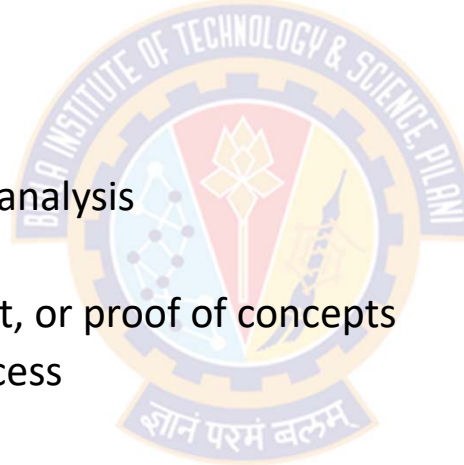 BIRLA INSTITUTE OF TECHNOLOGY & SCIENCE, PILANI
analysis
t, or proof of concepts
cess
ज्ञानं परमं बलम्